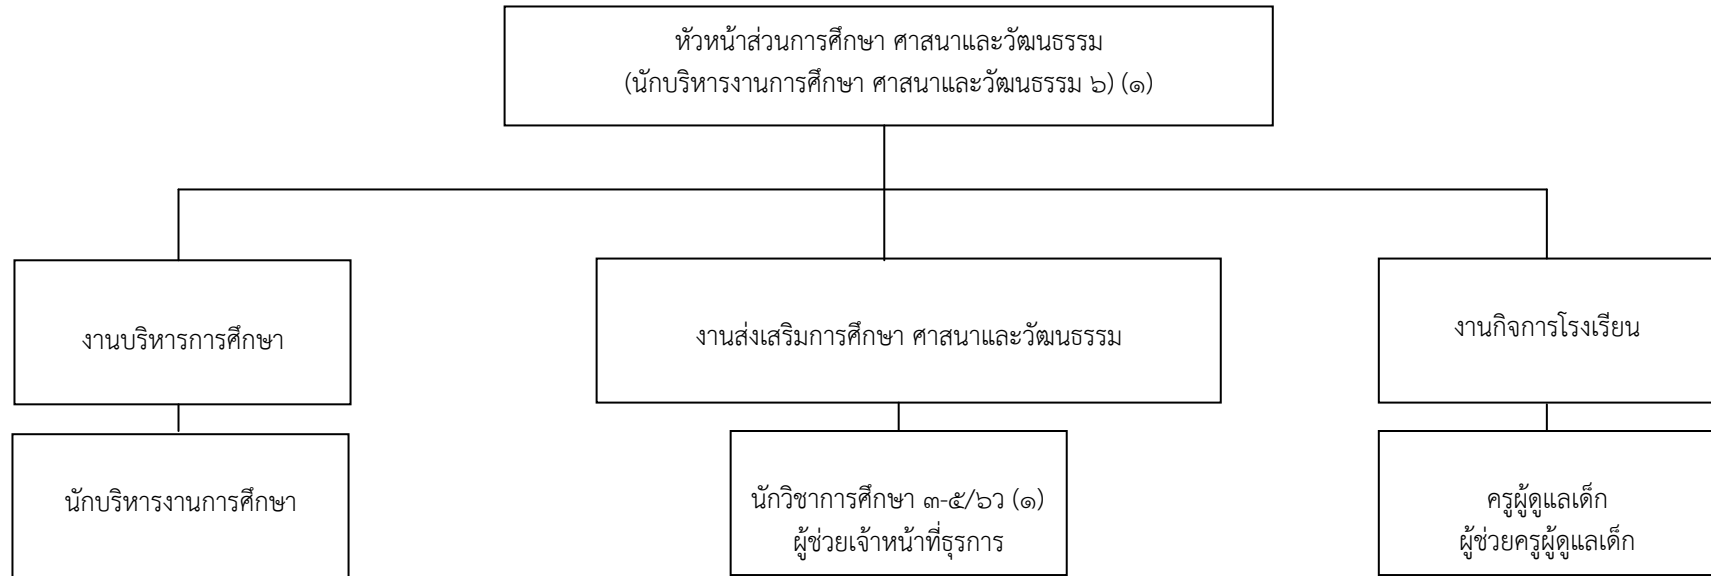 หัวหน้าส่วนการศึกษา ศาสนาและวัฒนธรรม
(นักบริหารงานการศึกษา ศาสนาและวัฒนธรรม ๖) (๑)
งานบริหารการศึกษา
งานส่งเสริมการศึกษา ศาสนาและวัฒนธรรม
งานกิจการโรงเรียน
นักบริหารงานการศึกษา
นักวิชาการศึกษา ๓-๕/๖ว (๑)
ผู้ช่วยเจ้าหน้าที่ธุรการ
ครูผู้ดูแลเด็ก
ผู้ช่วยครูผู้ดูแลเด็ก